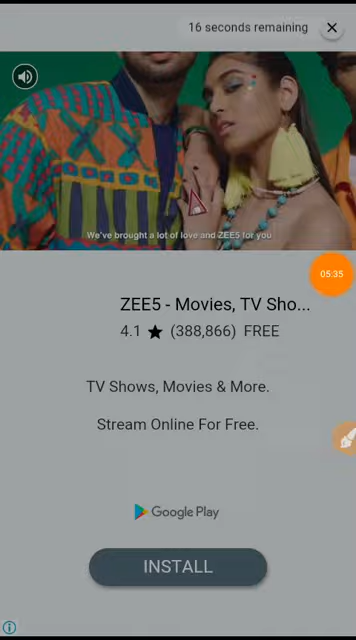 16 seconds remaining
We've brought a lot of love and ZEE5 for you
05:35
ZEE5 - Movies, TV Sho...
4.1 ★ (388,866) FREE
TV Shows, Movies & More.
Stream Online For Free.
Google Play
INSTALL